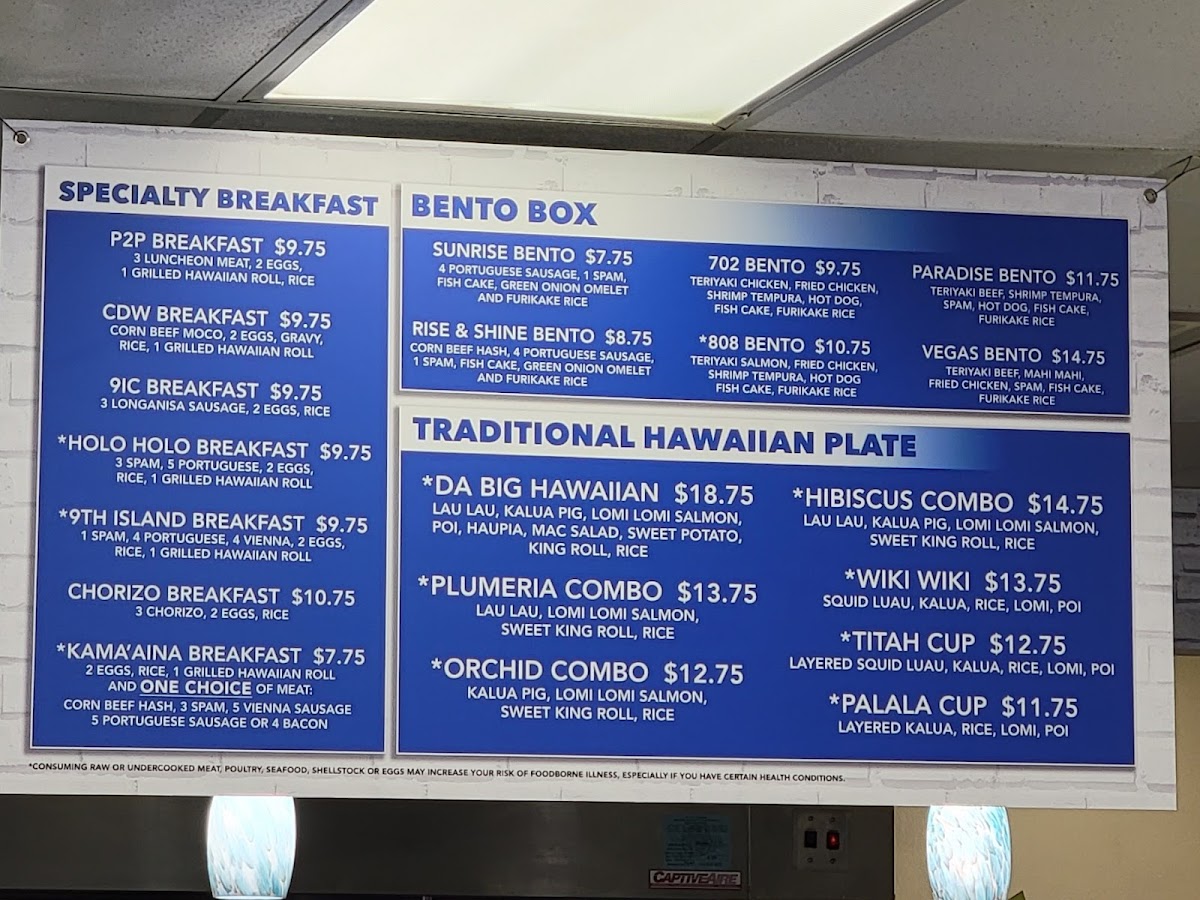 SPECIALTY BREAKFAST
P2P BREAKFAST $9.75
3 LUNCHEON MEAT, 2 EGGS,
1 GRILLED HAWAIIAN ROLL, RICE
CDW BREAKFAST $9.75
CORN BEEF MOCO, 2 EGGS, GRAVY,
RICE, 1 GRILLED HAWAIIAN ROLL
9IC BREAKFAST $9.75
3 LONGANISA SAUSAGE, 2 EGGS, RICE
*HOLO HOLO BREAKFAST $9.75
3 SPAM, 5 PORTUGUESE, 2 EGGS,
RICE, 1 GRILLED HAWAIIAN ROLL
*9TH ISLAND BREAKFAST $9.75
1 SPAM, 4 PORTUGUESE, 4 VIENNA, 2 EGGS,
RICE, 1 GRILLED HAWAIIAN ROLL
CHORIZO BREAKFAST $10.75
3 CHORIZO, 2 EGGS, RICE
*KAMA'AINA BREAKFAST $7.75
2 EGGS, RICE, 1 GRILLED HAWAIIAN ROLL
AND ONE CHOICE OF MEAT:
CORN BEEF HASH, 3 SPAM, 5 VIENNA SAUSAGE
5 PORTUGUESE SAUSAGE OR 4 BACON
BENTO BOX
SUNRISE BENTO $7.75
4 PORTUGUESE SAUSAGE, 1 SPAM,
FISH CAKE, GREEN ONION OMELET
AND FURIKAKE RICE
RISE & SHINE BENTO $8.75
CORN BEEF HASH, 4 PORTUGUESE SAUSAGE,
1 SPAM, FISH CAKE, GREEN ONION OMELET
AND FURIKAKE RICE
702 BENTO $9.75
TERIYAKI CHICKEN, FRIED CHICKEN,
SHRIMP TEMPURA, HOT DOG,
FISH CAKE, FURIKAKE RICE
*808 BENTO $10.75
TERIYAKI SALMON, FRIED CHICKEN,
SHRIMP TEMPURA, HOT DOG
FISH CAKE, FURIKAKE RICE
PARADISE BENTO $11.75
TERIYAKI BEEF, SHRIMP TEMPURA,
SPAM, HOT DOG, FISH CAKE,
FURIKAKE RICE
VEGAS BENTO $14.75
TERIYAKI BEEF, MAHI MAHI,
FRIED CHICKEN, SPAM, FISH CAKE,
FURIKAKE RICE
TRADITIONAL HAWAIIAN PLATE
*DA BIG HAWAIIAN $18.75
LAU LAU, KALUA PIG, LOMI LOMI SALMON,
POI, HAUPIA, MAC SALAD, SWEET POTATO,
KING ROLL, RICE
*PLUMERIA COMBO $13.75
LAU LAU, LOMI LOMI SALMON,
SWEET KING ROLL, RICE
*ORCHID COMBO $12.75
KALUA PIG, LOMI LOMI SALMON,
SWEET KING ROLL, RICE
*HIBISCUS COMBO $14.75
LAU LAU, KALUA PIG, LOMI LOMI SALMON,
SWEET KING ROLL, RICE
*WIKI WIKI $13.75
SQUID LUAU, KALUA, RICE, LOMI, POI
*TITAH CUP $12.75
LAYERED SQUID LUAU, KALUA, RICE, LOMI, POI
*PALALA CUP $11.75
LAYERED KALUA, RICE, LOMI, POI
*CONSUMING RAW OR UNDERCOOKED MEAT, POULTRY, SEAFOOD, SHELLSTOCK OR EGGS MAY INCREASE YOUR RISK OF FOODBORNE ILLNESS, ESPECIALLY IF YOU HAVE CERTAIN HEALTH CONDITIONS.
CAPTIVEAIRE